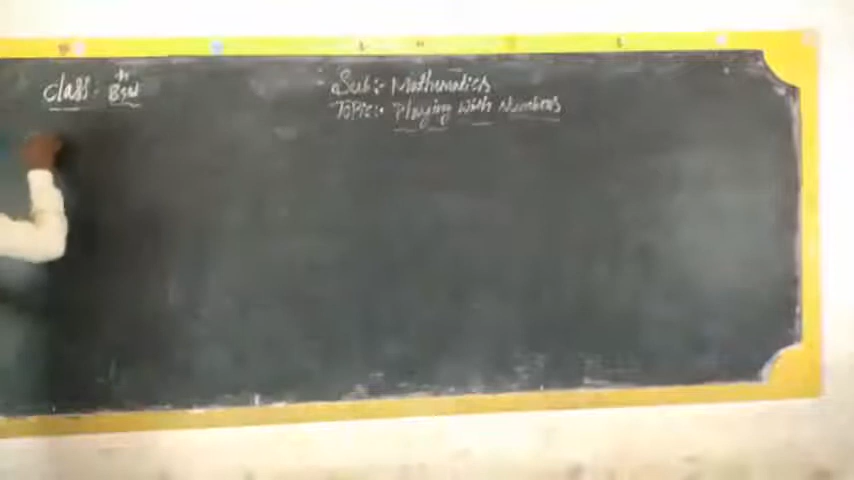 Class:- 8th
Sub:- Mathematics
Topic:- Playing with Numbers